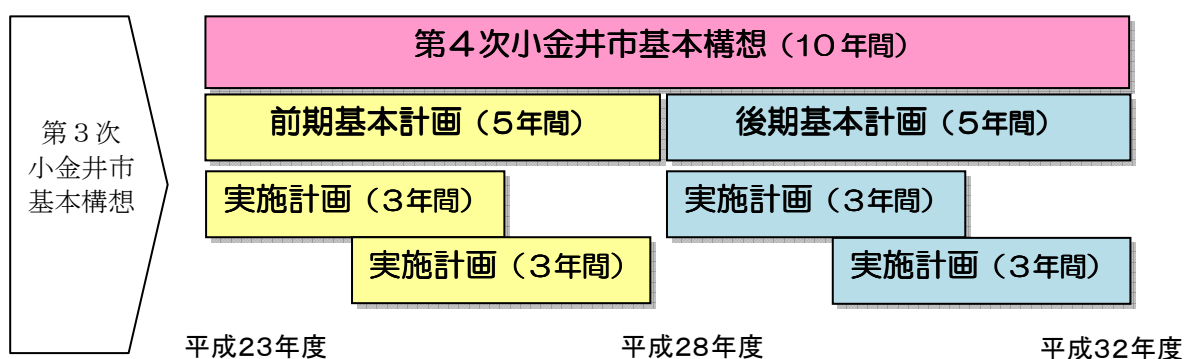 第３次
小金井市
基本構想
第４次小金井市基本構想（１０年間）
前期基本計画（５年間）
後期基本計画（５年間）
実施計画（３年間）
実施計画（３年間）
実施計画（３年間）
実施計画（３年間）
平成２３年度
平成２８年度
平成３２年度